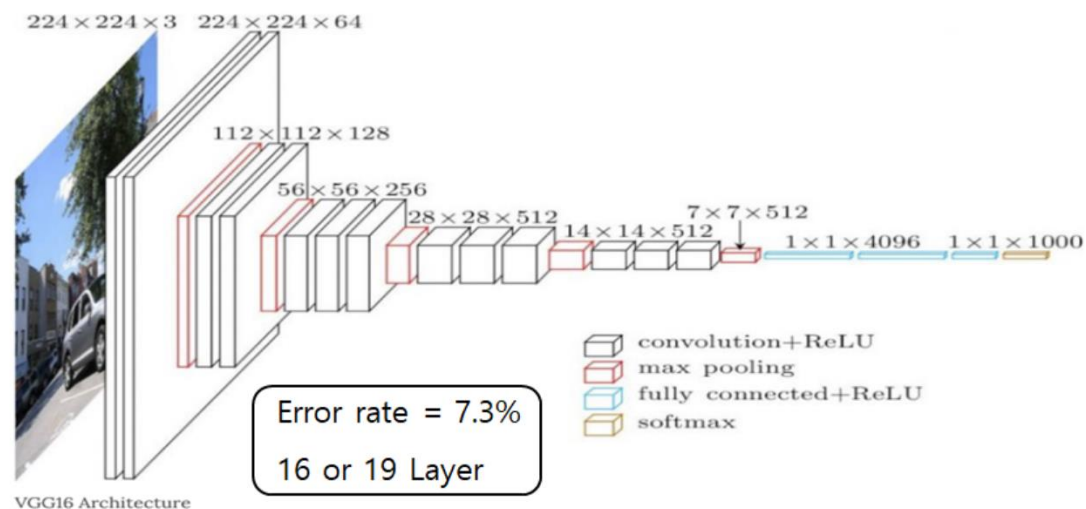 224 × 224 × 3
224 × 224 × 64
112 × 112 × 128
56 × 56 × 256
28 × 28 × 512
14 × 14 × 512
7 × 7 × 512
1 × 1 × 4096
1 × 1 × 1000
convolution+ReLU
max pooling
fully connected+ReLU
softmax
Error rate = 7.3%
16 or 19 Layer
VGG16 Architecture